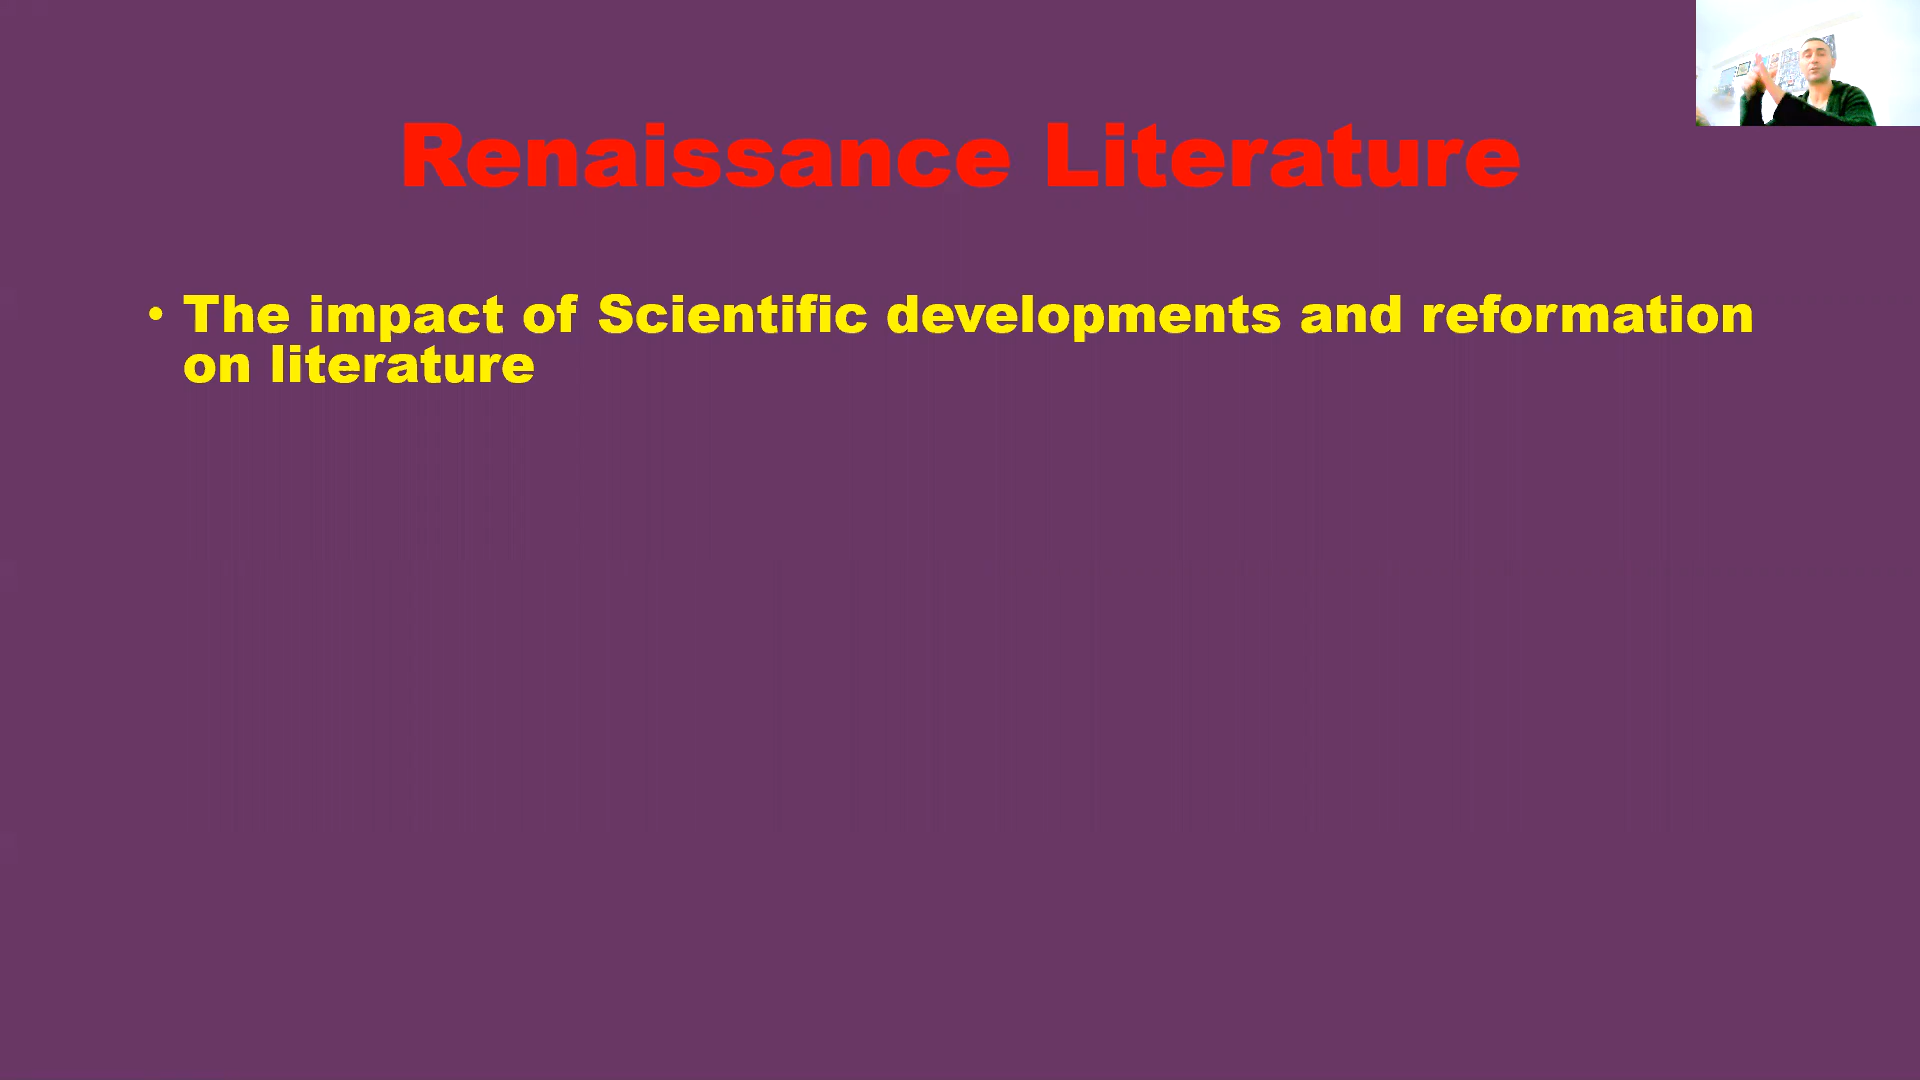 Renaissance Literature
• The impact of Scientific developments and reformation
on literature